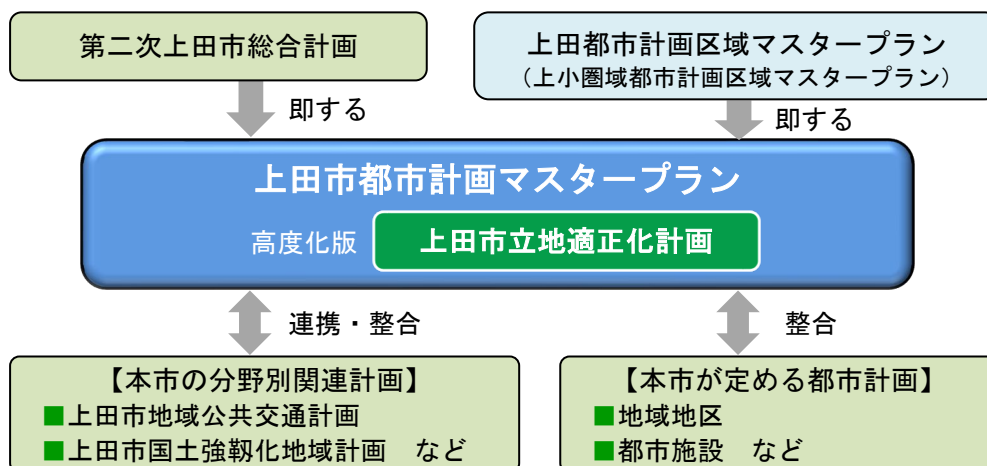 第二次上田市総合計画
上田都市計画区域マスタープラン
（上小圏域都市計画区域マスタープラン）
即する
即する
上田市都市計画マスタープラン
高度化版
上田市立地適正化計画
連携・整合
整合
【本市の分野別関連計画】
■上田市地域公共交通計画
■上田市国土強靱化地域計画　など
【本市が定める都市計画】
■地域地区
■都市施設　など